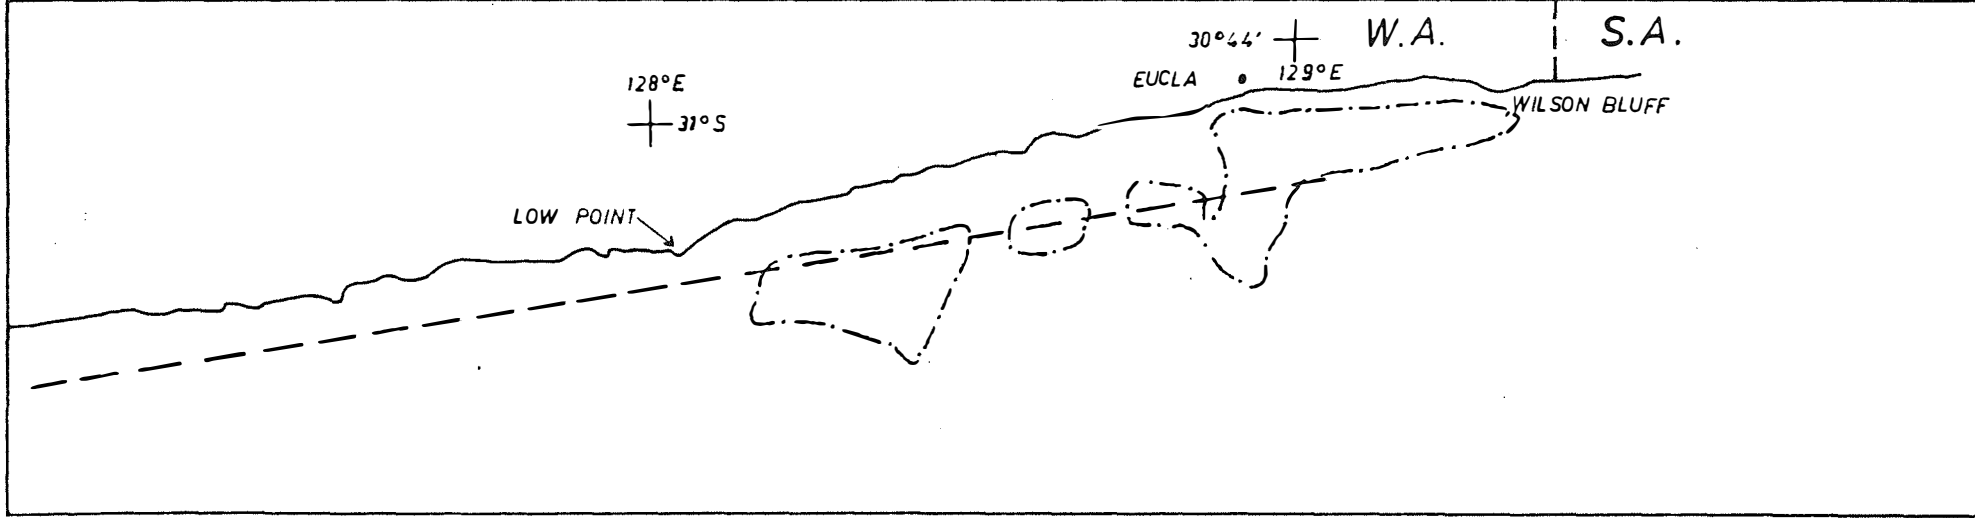 30°44' W.A. S.A.
EUCLA 129°E
128°E
31°S
WILSON BLUFF
LOW POINT